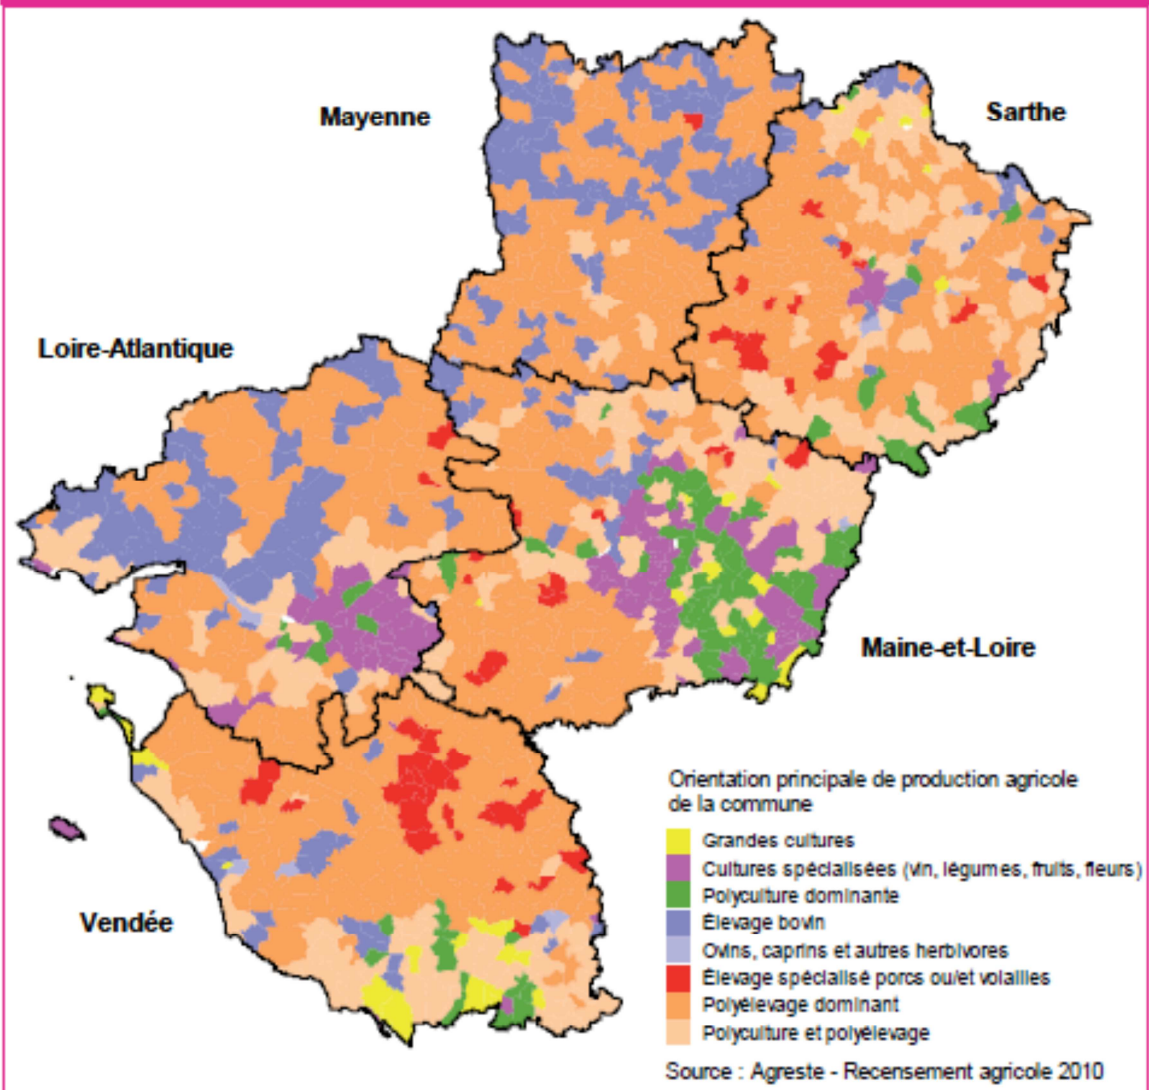 Mayenne
Sarthe
Loire-Atlantique
Maine-et-Loire
Vendée
Orientation principale de production agricole
de la commune
Grandes cultures
Cultures spécialisées (vin, légumes, fruits, fleurs)
Polyculture dominante
Élevage bovin
Ovins, caprins et autres herbivores
Élevage spécialisé porcs ou/et volailles
Polyélevage dominant
Polyculture et polyélevage
Source : Agreste - Recensement agricole 2010